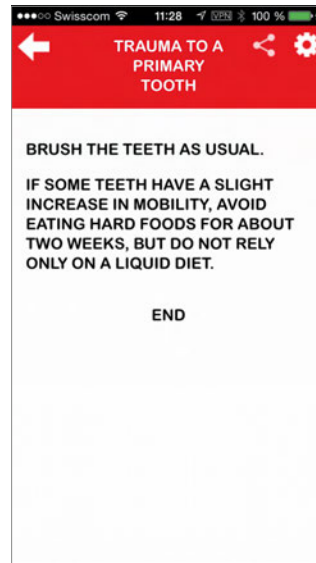 Swisscom 11:28 VPN 100 %
TRAUMA TO A
PRIMARY
TOOTH
BRUSH THE TEETH AS USUAL.
IF SOME TEETH HAVE A SLIGHT
INCREASE IN MOBILITY, AVOID
EATING HARD FOODS FOR ABOUT
TWO WEEKS, BUT DO NOT RELY
ONLY ON A LIQUID DIET.
END